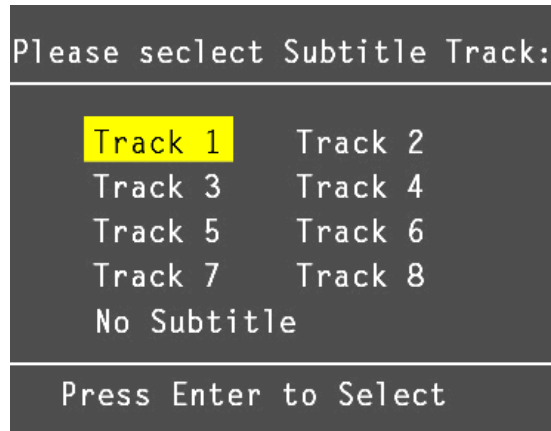 Please seclect Subtitle Track:
Track 1 Track 2
Track 3 Track 4
Track 5 Track 6
Track 7 Track 8
No Subtitle
Press Enter to Select